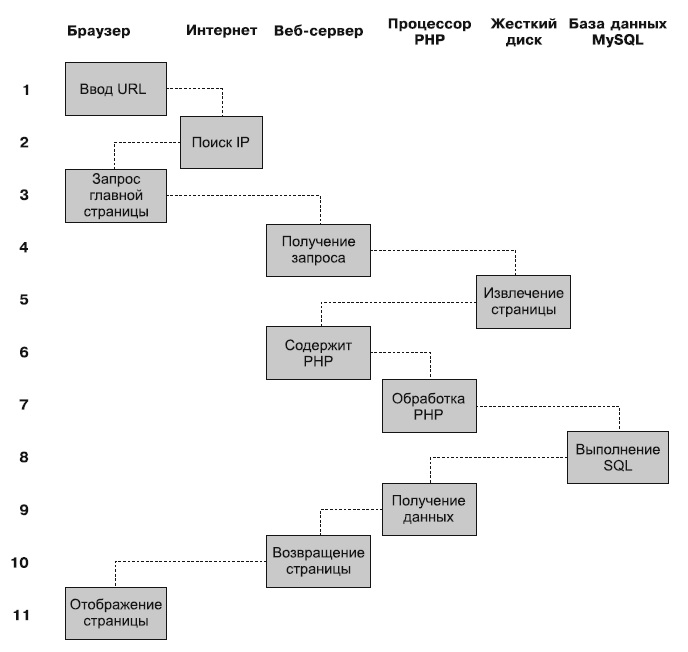 Браузер
Интернет
Веб-сервер
Процессор
PHP
Жесткий
диск
База данных
MySQL
1
Ввод URL
2
Поиск IP
3
Запрос
главной
страницы
4
Получение
запроса
5
Извлечение
страницы
6
Содержит
PHP
7
Обработка
PHP
8
Выполнение
SQL
9
Получение
данных
10
Возвращение
страницы
11
Отображение
страницы